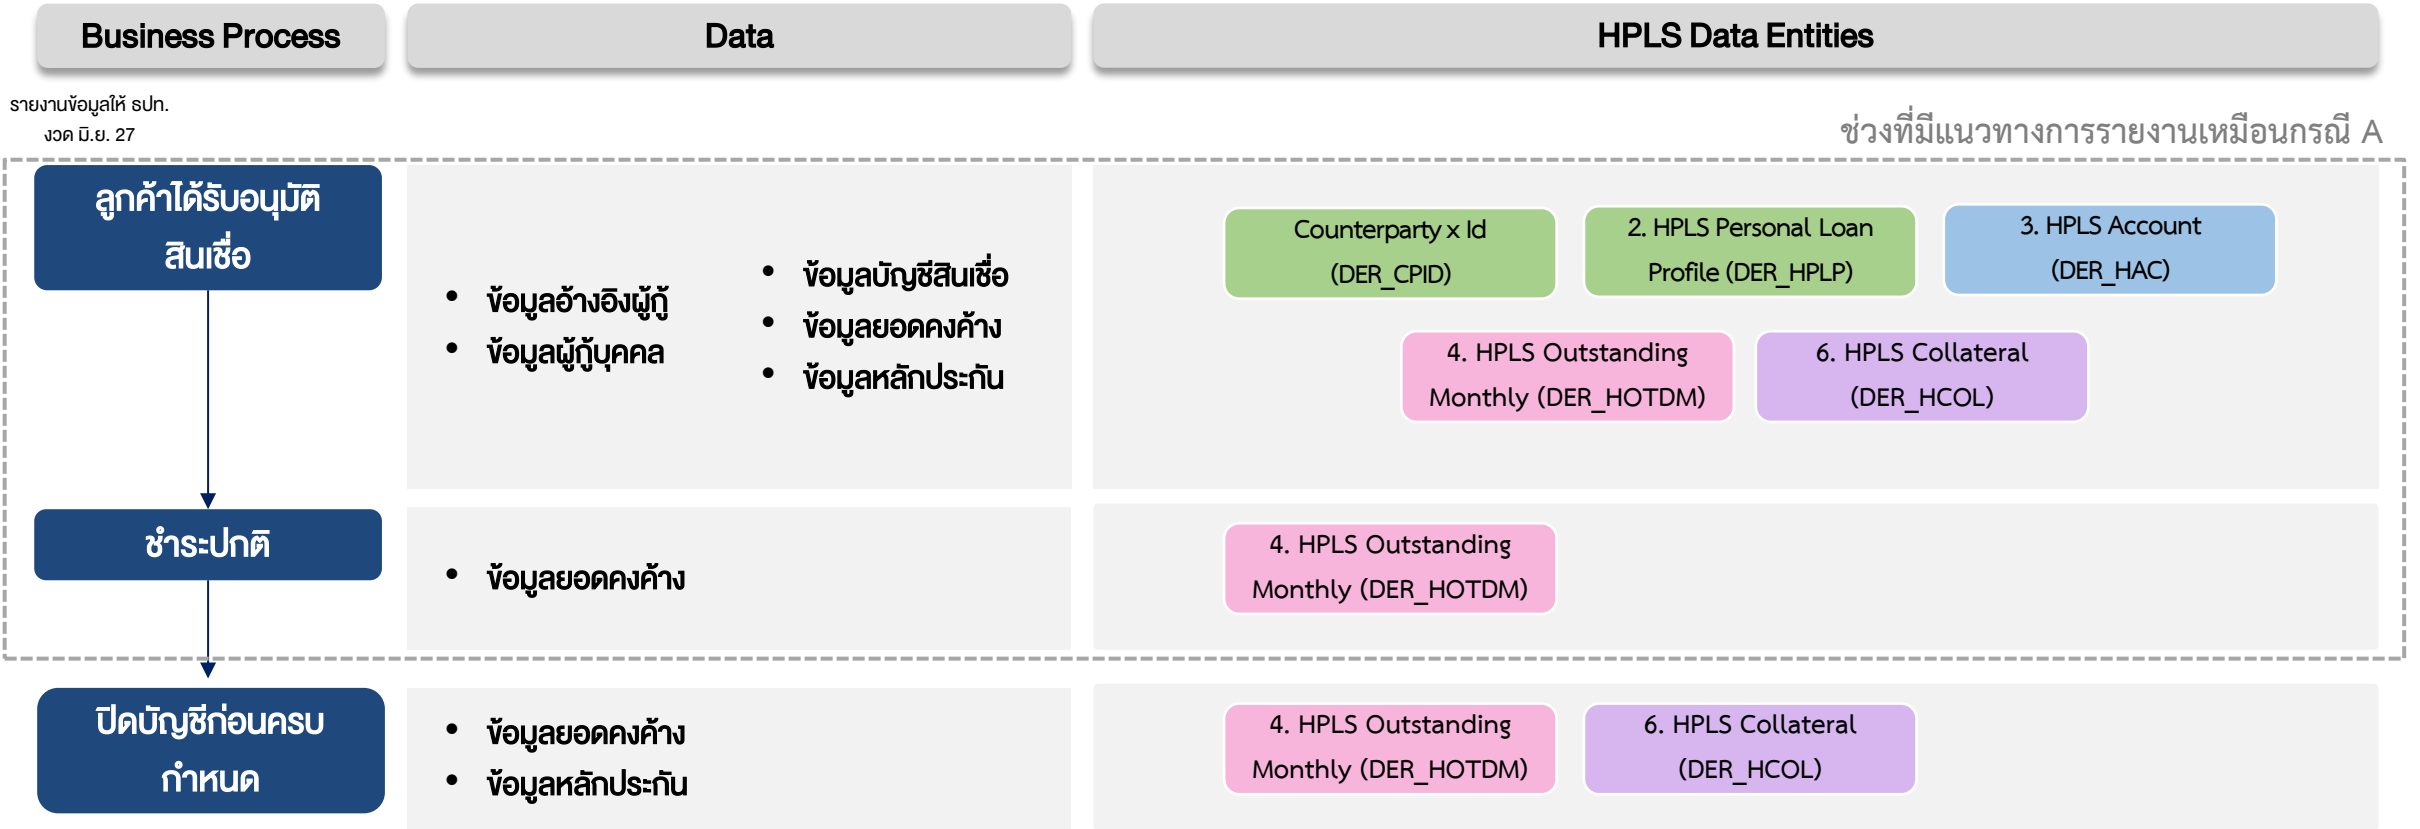 Business Process
Data
HPLS Data Entities
รายงานข้อมูลให้ ธปท.
งวด มิ.ย. 27
ช่วงที่มีแนวทางการรายงานเหมือนกรณี A
ลูกค้าได้รับอนุมัติ
สินเชื่อ
• ข้อมูลอ้างอิงผู้กู้
• ข้อมูลผู้กู้บุคคล
• ข้อมูลบัญชีสินเชื่อ
• ข้อมูลยอดคงค้าง
• ข้อมูลหลักประกัน
Counterparty x Id
(DER_CPID)
2. HPLS Personal Loan
Profile (DER_HPLP)
3. HPLS Account
(DER_HAC)
4. HPLS Outstanding
Monthly (DER_HOTDM)
6. HPLS Collateral
(DER_HCOL)
ชำระปกติ
• ข้อมูลยอดคงค้าง
4. HPLS Outstanding
Monthly (DER_HOTDM)
ปิดบัญชีก่อนครบ
กำหนด
• ข้อมูลยอดคงค้าง
• ข้อมูลหลักประกัน
4. HPLS Outstanding
Monthly (DER_HOTDM)
6. HPLS Collateral
(DER_HCOL)